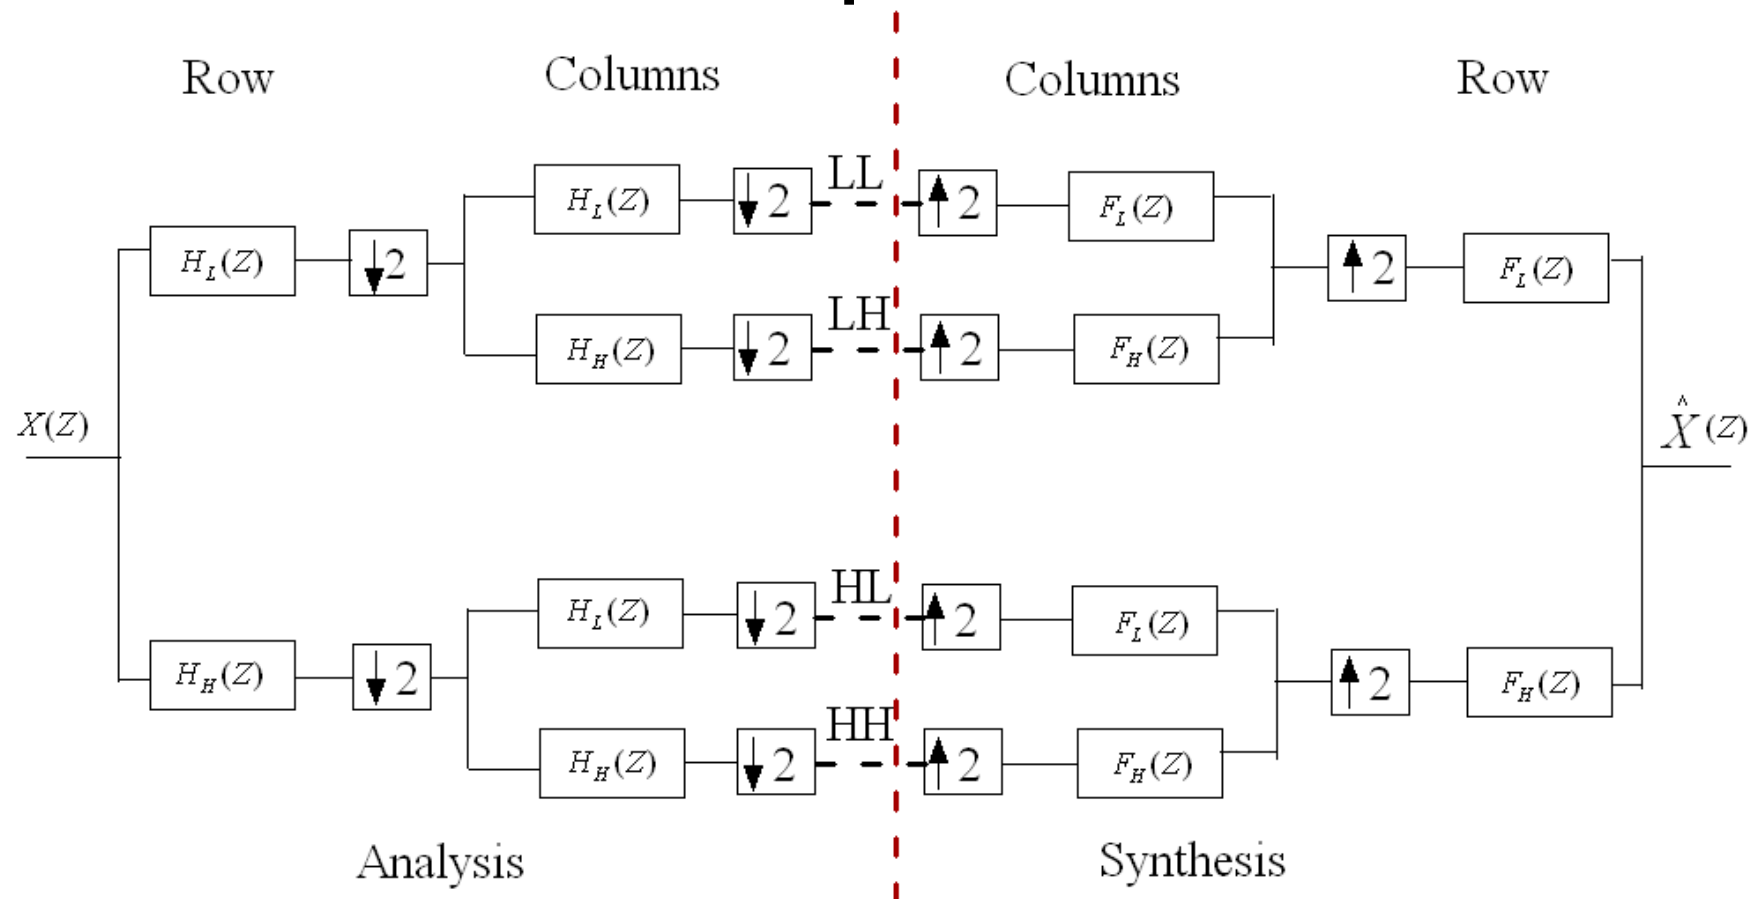 Row Columns Columns Row
LL
H_L(Z) ↓2 ↑2 F_L(Z)
H_L(Z) ↓2 ↑2 F_L(Z)
LH
H_H(Z) ↓2 ↑2 F_H(Z)
X(Z) X̂(Z)
HL
H_L(Z) ↓2 ↑2 F_L(Z)
H_H(Z) ↓2 ↑2 F_H(Z)
HH
H_H(Z) ↓2 ↑2 F_H(Z)
Analysis Synthesis